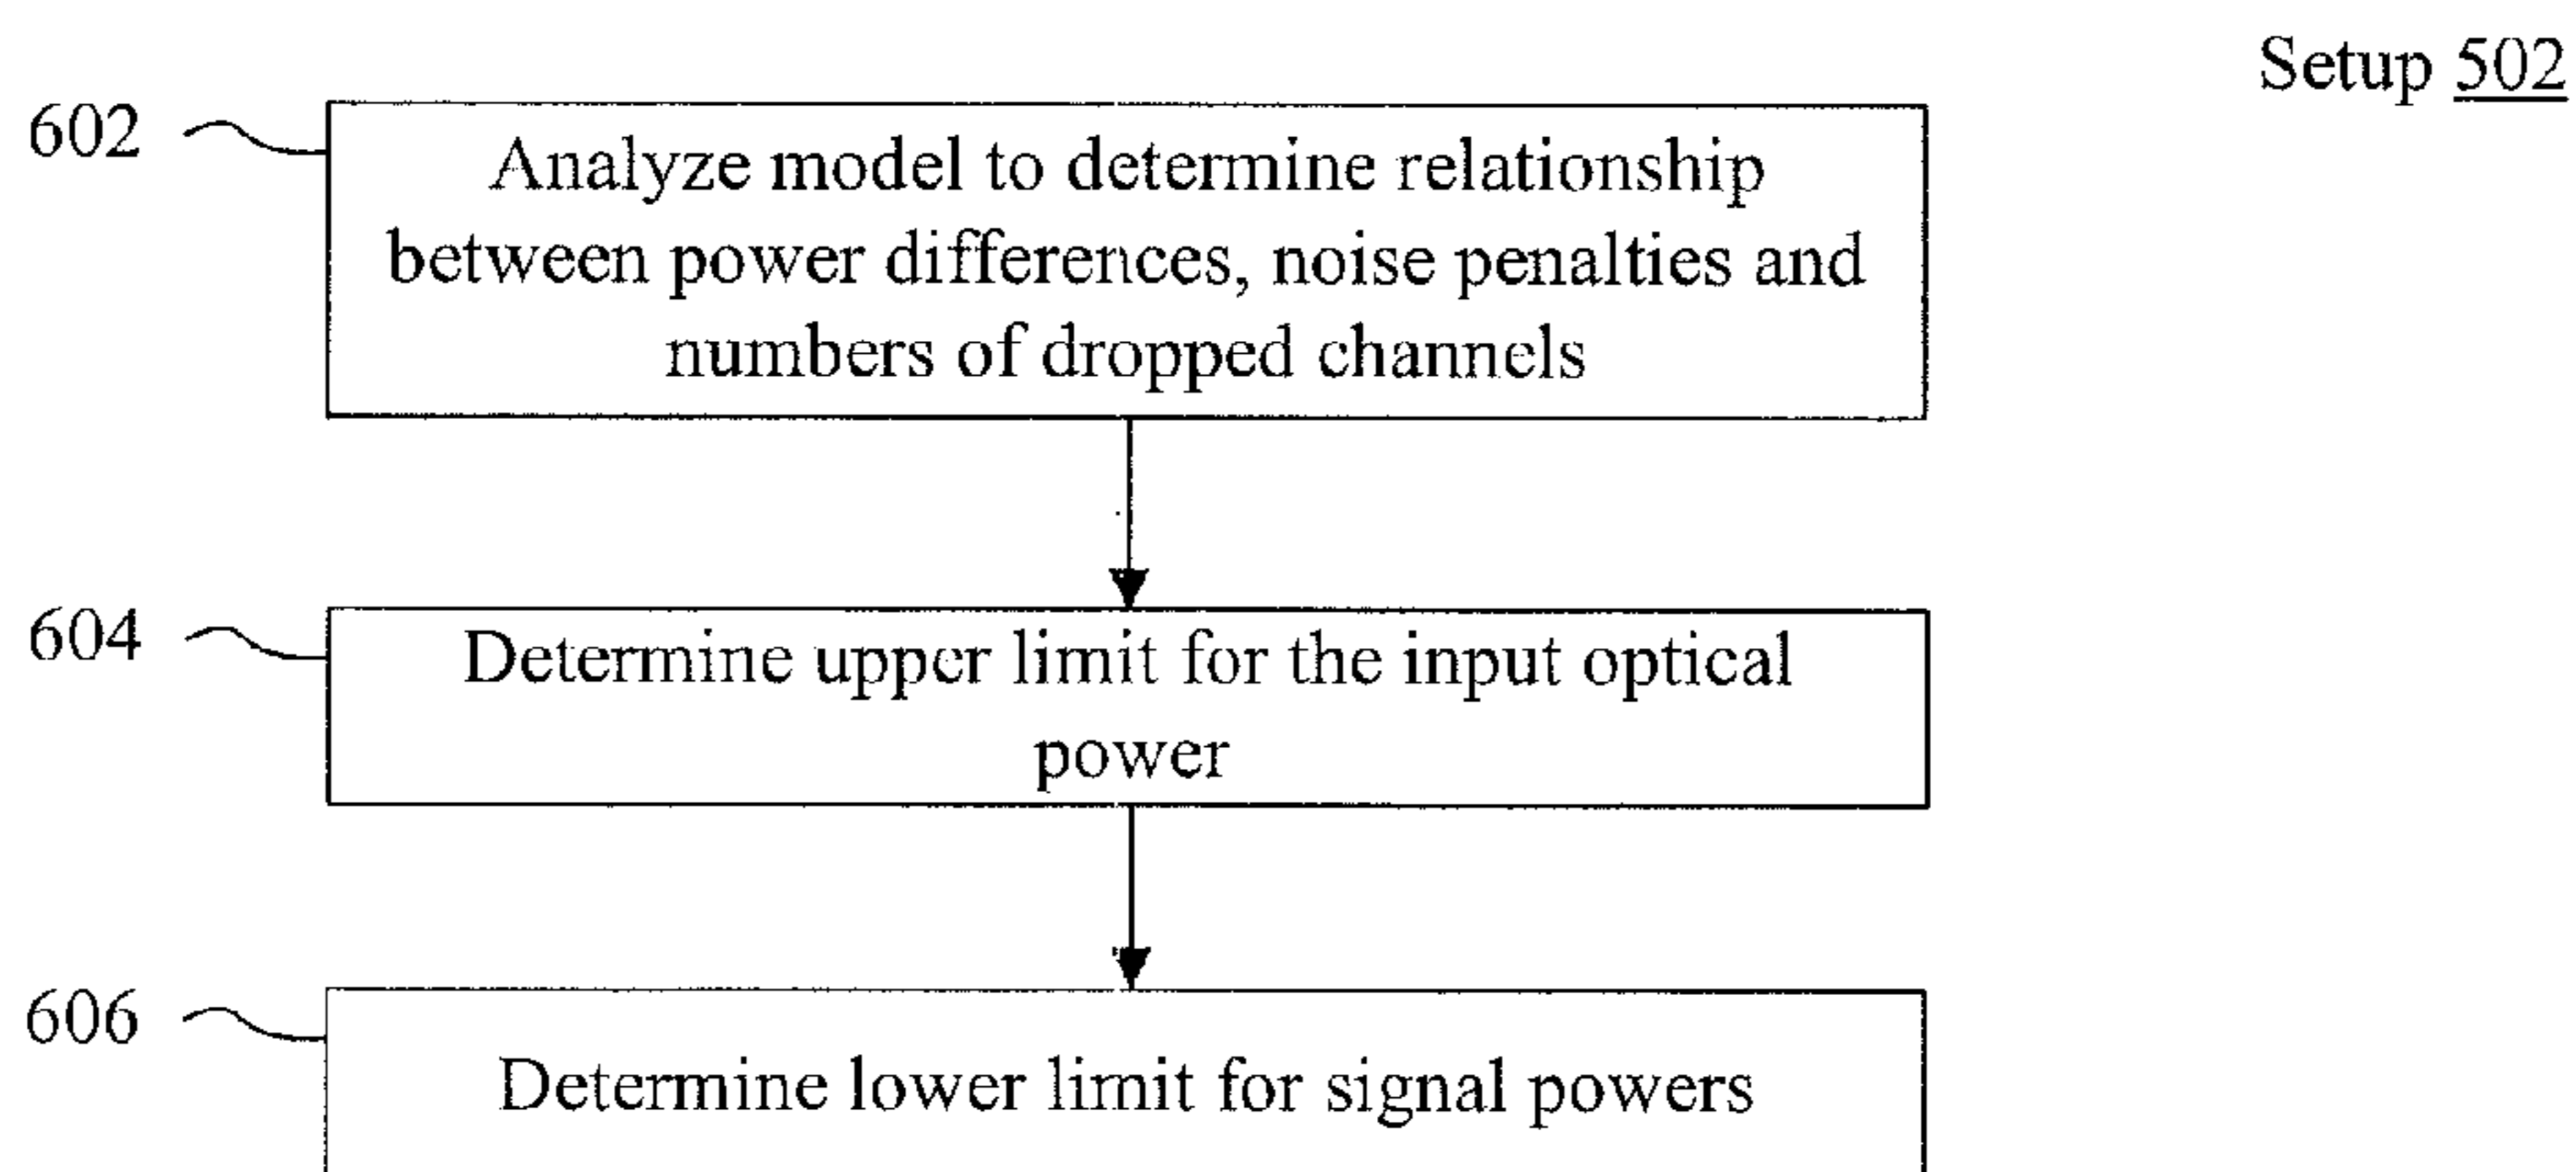 Setup 502
602
Analyze model to determine relationship
between power differences, noise penalties and
numbers of dropped channels
604
Determine upper limit for the input optical
power
606
Determine lower limit for signal powers